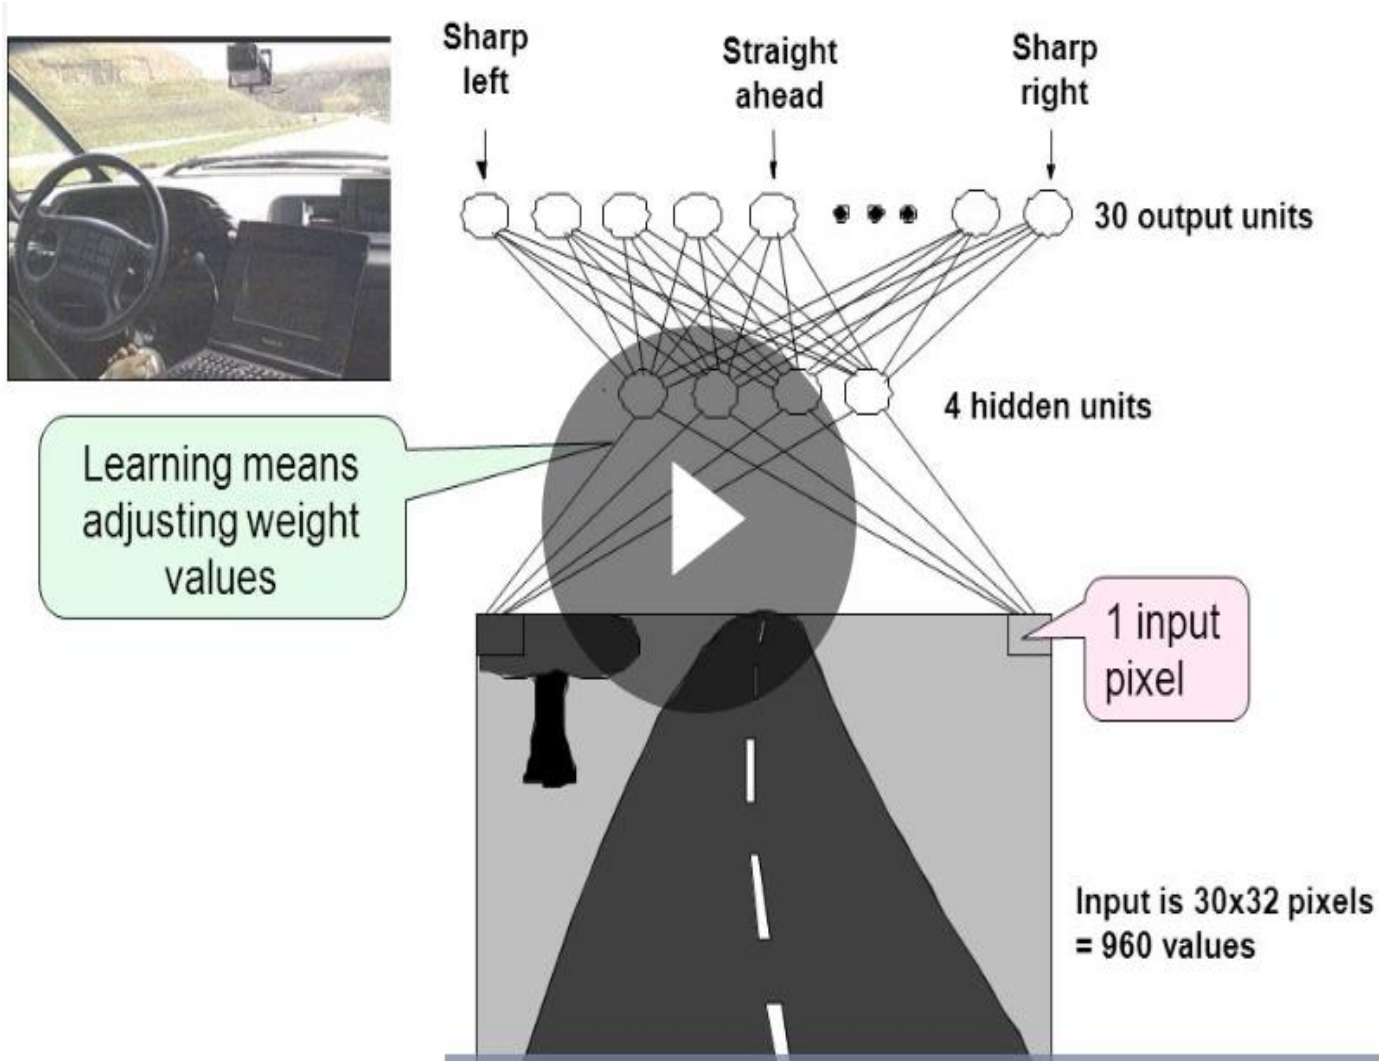 Sharp
left
Straight
ahead
Sharp
right
30 output units
4 hidden units
Learning means
adjusting weight
values
1 input
pixel
Input is 30x32 pixels
= 960 values